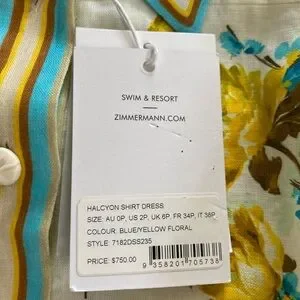 SWIM & RESORT
ZIMMERMANN.COM
HALCYON SHIRT DRESS
SIZE: AU 0P, US 2P, UK 6P, FR 34P, IT 38P
COLOUR: BLUE/YELLOW FLORAL
STYLE: 7182DSS235
PRICE: $750.00
9 358201 705738